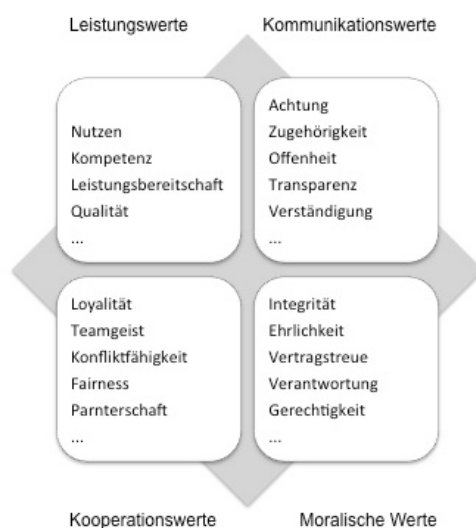 Leistungswerte
Kommunikationswerte
Nutzen
Kompetenz
Leistungsbereitschaft
Qualität
...
Achtung
Zugehörigkeit
Offenheit
Transparenz
Verständigung
...
Loyalität
Teamgeist
Konfliktfähigkeit
Fairness
Parnterschaft
...
Integrität
Ehrlichkeit
Vertragstreue
Verantwortung
Gerechtigkeit
...
Kooperationswerte
Moralische Werte